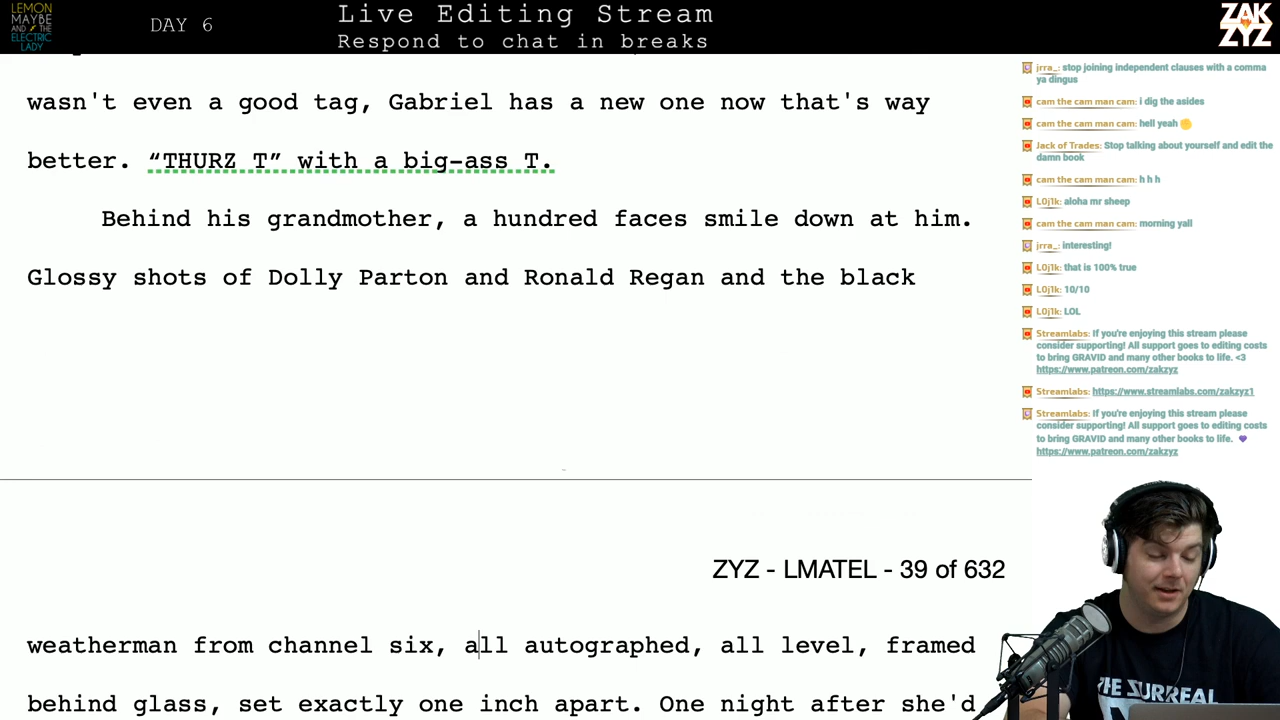 LEMON
MAYBE
AND THE
ELECTRIC
LADY
DAY 6
Live Editing Stream
Respond to chat in breaks
ZAK
ZYZ
wasn't even a good tag, Gabriel has a new one now that's way
better. “THURZ T” with a big-ass T.
Behind his grandmother, a hundred faces smile down at him.
Glossy shots of Dolly Parton and Ronald Regan and the black
ZYZ - LMATEL - 39 of 632
weatherman from channel six, all autographed, all level, framed
behind glass, set exactly one inch apart. One night after she'd
jrra_: stop joining independent clauses with a comma
ya dingus
cam the cam man cam: i dig the asides
cam the cam man cam: hell yeah ✊
Jack of Trades: Stop talking about yourself and edit the
damn book
cam the cam man cam: h h h
L0j1k: aloha mr sheep
cam the cam man cam: morning yall
jrra_: interesting!
L0j1k: that is 100% true
L0j1k: 10/10
L0j1k: LOL
Streamlabs: If you're enjoying this stream please
consider supporting! All support goes to editing costs
to bring GRAVID and many other books to life. <3
https://www.patreon.com/zakzyz
Streamlabs: https://www.streamlabs.com/zakzyz1
Streamlabs: If you're enjoying this stream please
consider supporting! All support goes to editing costs
to bring GRAVID and many other books to life. 💜
https://www.patreon.com/zakzyz
THE SURREAL